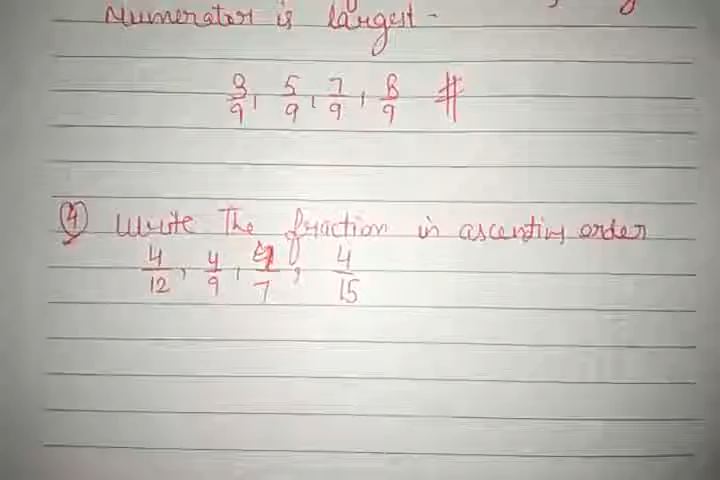 Numerator is largest -
3/9, 5/9, 7/9, 8/9 #
(4) Write The fraction in ascenting order
4/12, 4/9, 4/7, 4/15